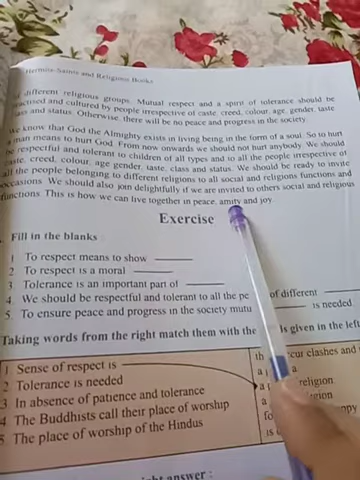 Hermits-Saints and Religious Books
of different religious groups. Mutual respect and a spirit of tolerance should be
practised and cultured by people irrespective of caste, creed, colour, age, gender, taste
class and status. Otherwise, there will be no peace and progress in the society.
We know that God the Almighty exists in living being in the form of a soul. So to hurt
a man means to hurt God. From now onwards we should not hurt anybody. We should
be respectful and tolerant to children of all types and to all the people irrespective of
caste, creed, colour, age gender, taste, class and status. We should be ready to invite
all the people belonging to different religions to all social and religious functions and
occasions. We should also join delightfully if we are invited to others social and religious
functions. This is how we can live together in peace, amity and joy.
Exercise
Fill in the blanks
1 To respect means to show
2 To respect is a moral
3 Tolerance is an important part of
4. We should be respectful and tolerant to all the pe of different
5. To ensure peace and progress in the society mutu is needed
Taking words from the right match them with the ls given in the left
1 Sense of respect is
2 Tolerance is needed
3 In absence of patience and tolerance
4 The Buddhists call their place of worship
5 The place of worship of the Hindus
th cur clashes and
a
religion
answer :